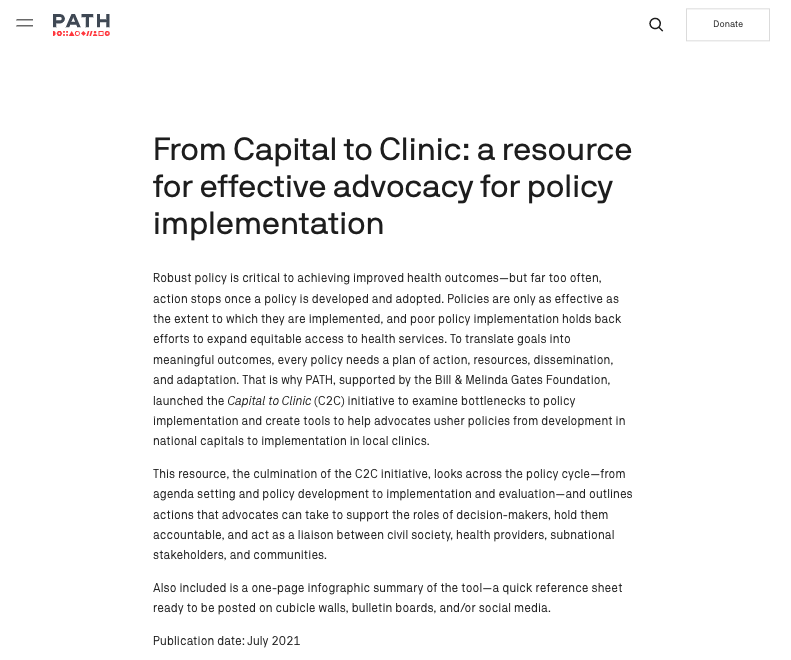 PATH
Donate
From Capital to Clinic: a resource
for effective advocacy for policy
implementation
Robust policy is critical to achieving improved health outcomes—but far too often,
action stops once a policy is developed and adopted. Policies are only as effective as
the extent to which they are implemented, and poor policy implementation holds back
efforts to expand equitable access to health services. To translate goals into
meaningful outcomes, every policy needs a plan of action, resources, dissemination,
and adaptation. That is why PATH, supported by the Bill & Melinda Gates Foundation,
launched the Capital to Clinic (C2C) initiative to examine bottlenecks to policy
implementation and create tools to help advocates usher policies from development in
national capitals to implementation in local clinics.
This resource, the culmination of the C2C initiative, looks across the policy cycle—from
agenda setting and policy development to implementation and evaluation—and outlines
actions that advocates can take to support the roles of decision-makers, hold them
accountable, and act as a liaison between civil society, health providers, subnational
stakeholders, and communities.
Also included is a one-page infographic summary of the tool—a quick reference sheet
ready to be posted on cubicle walls, bulletin boards, and/or social media.
Publication date: July 2021